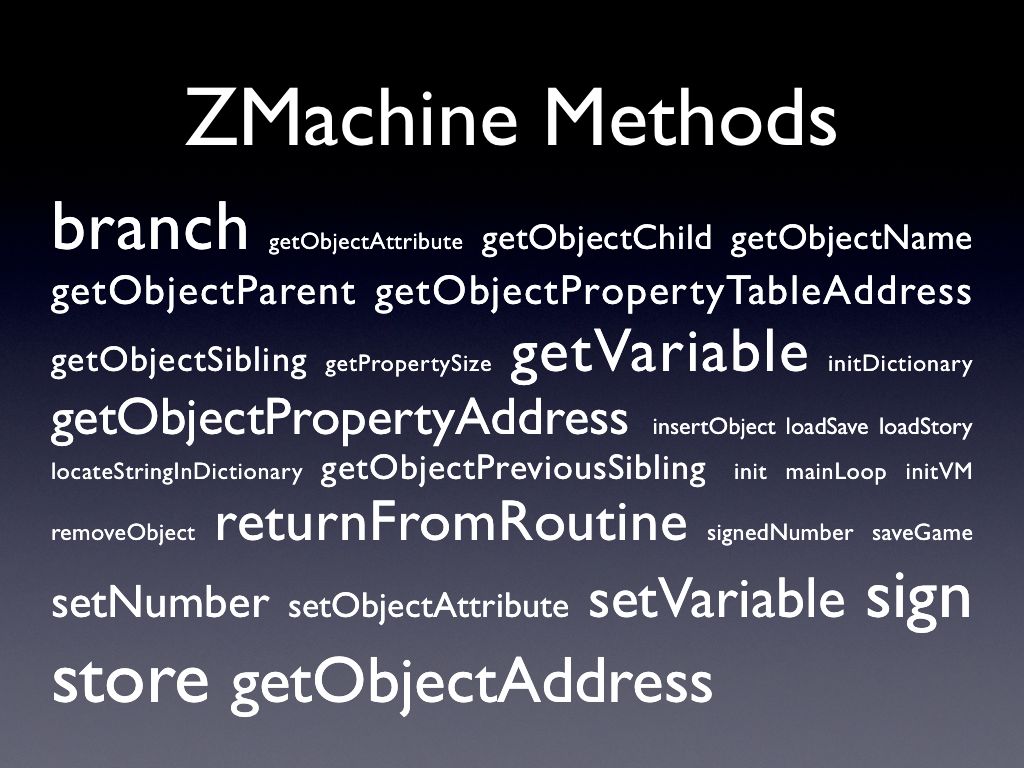 ZMachine Methods
branch getObjectAttribute getObjectChild getObjectName
getObjectParent getObjectPropertyTableAddress
getObjectSibling getPropertySize getVariable initDictionary
getObjectPropertyAddress insertObject loadSave loadStory
locateStringInDictionary getObjectPreviousSibling init mainLoop initVM
removeObject returnFromRoutine signedNumber saveGame
setNumber setObjectAttribute setVariable sign
store getObjectAddress